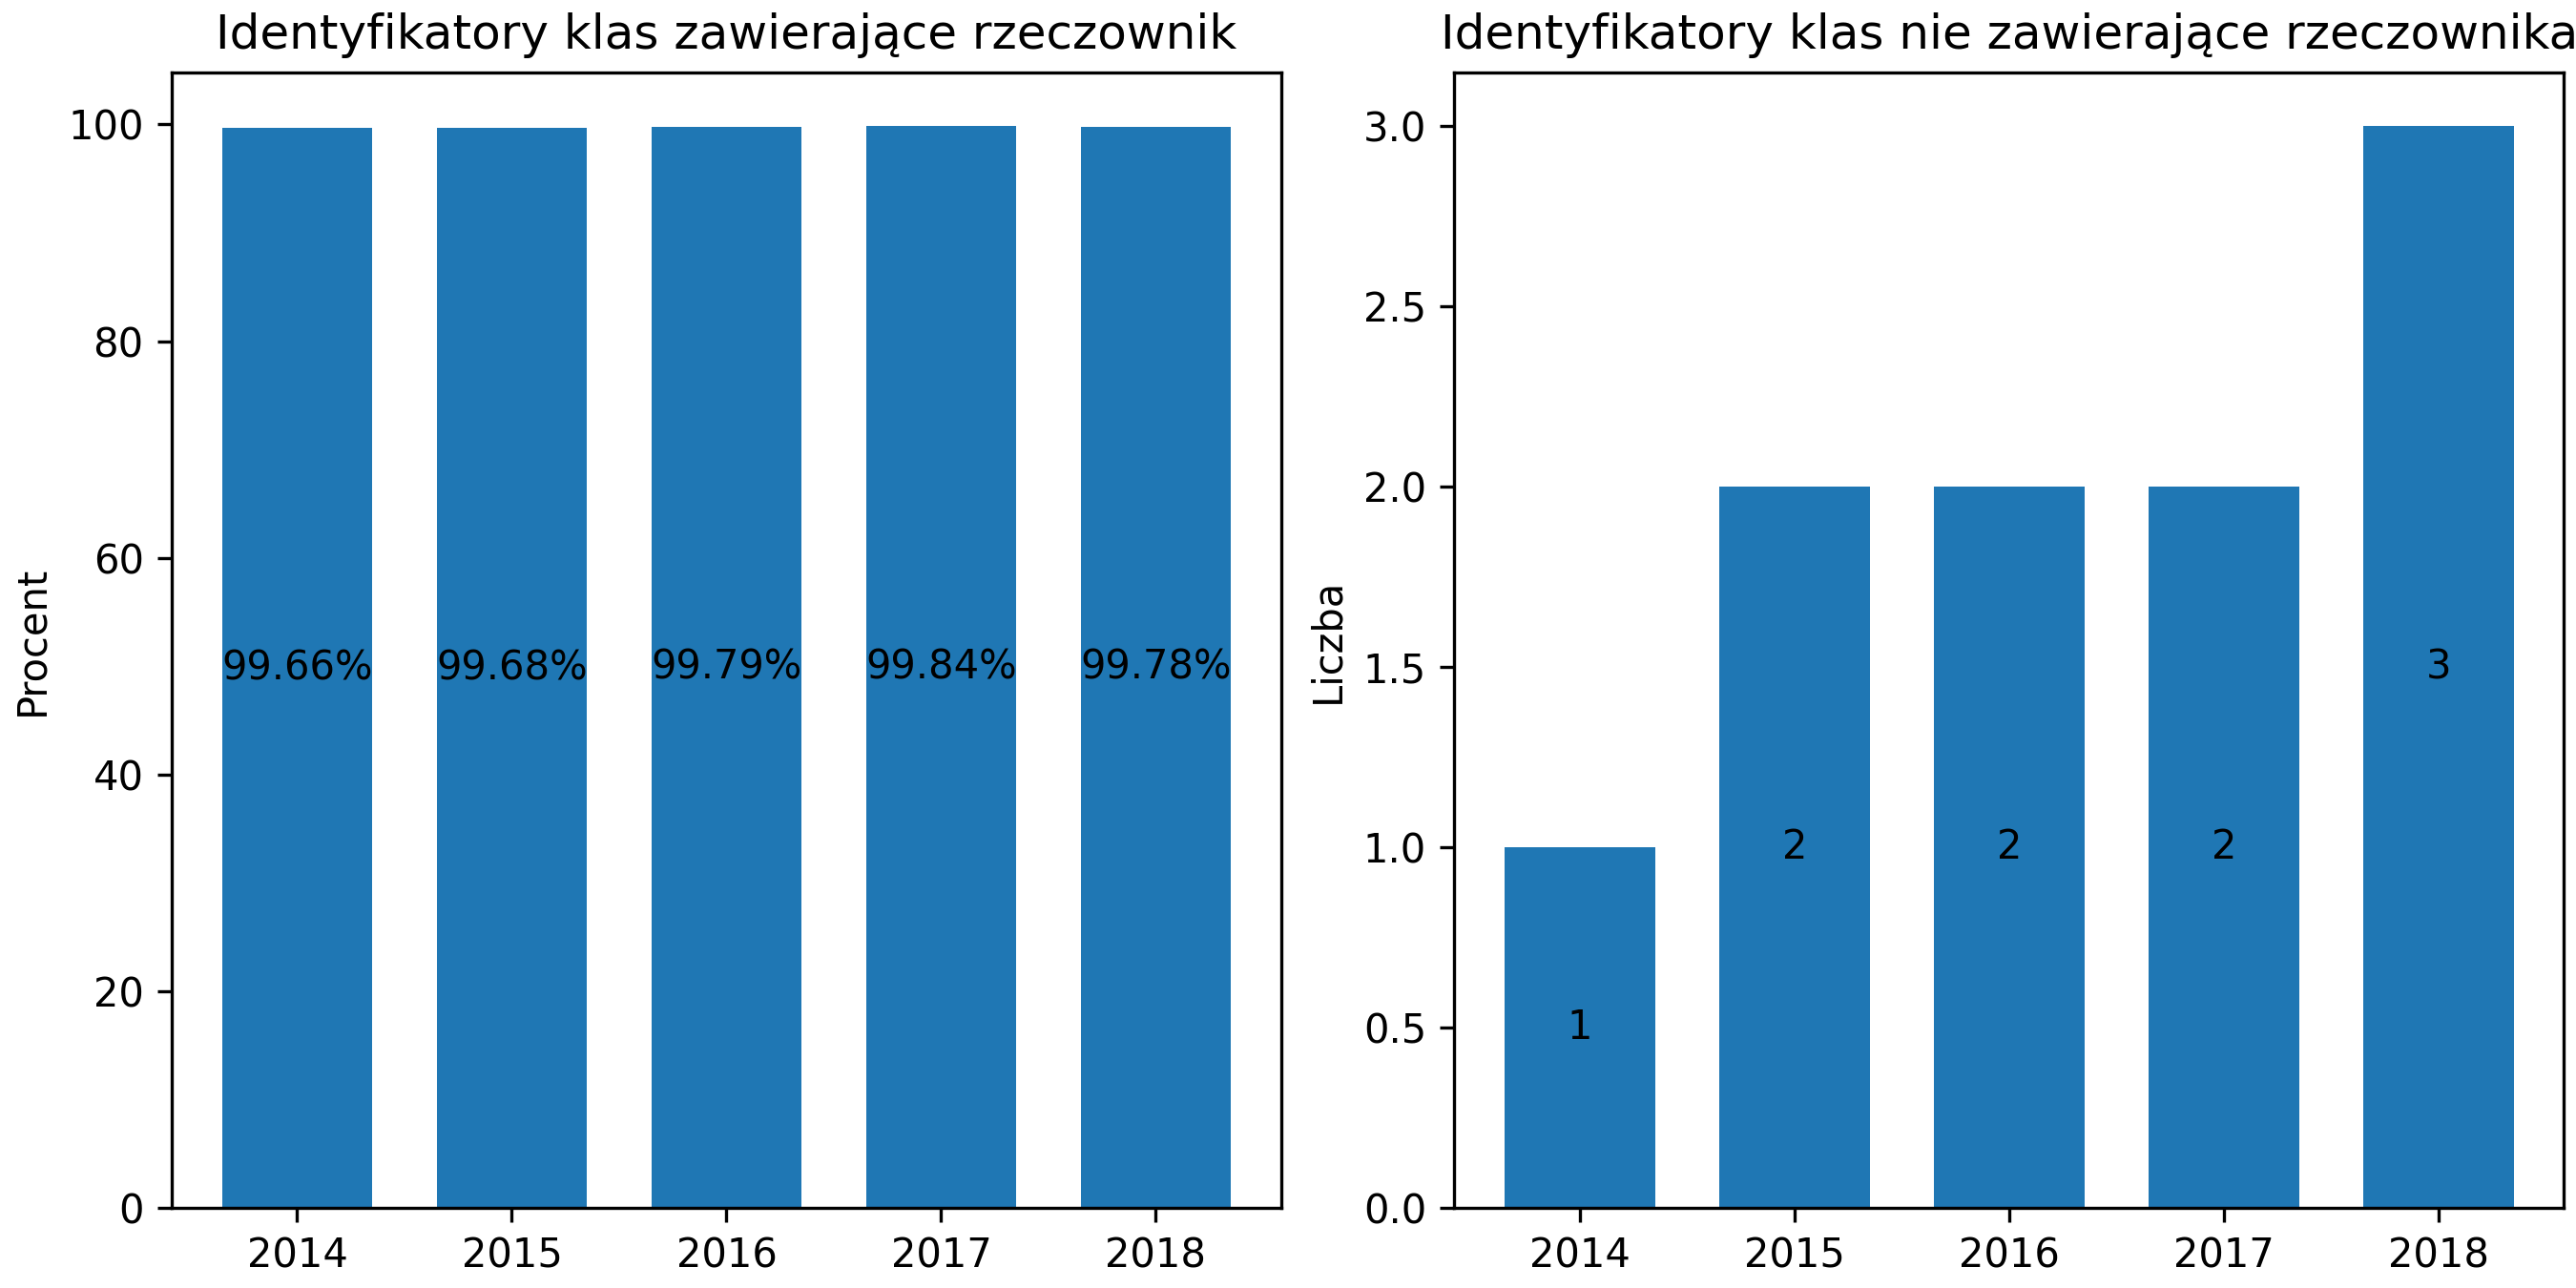 Identyfikatory klas zawierające rzeczownik
Procent
100
80
60
40
20
0
99.66% 99.68% 99.79% 99.84% 99.78%
2014 2015 2016 2017 2018
Identyfikatory klas nie zawierające rzeczownika
Liczba
3.0
2.5
2.0
1.5
1.0
0.5
0.0
1 2 2 2 3
2014 2015 2016 2017 2018